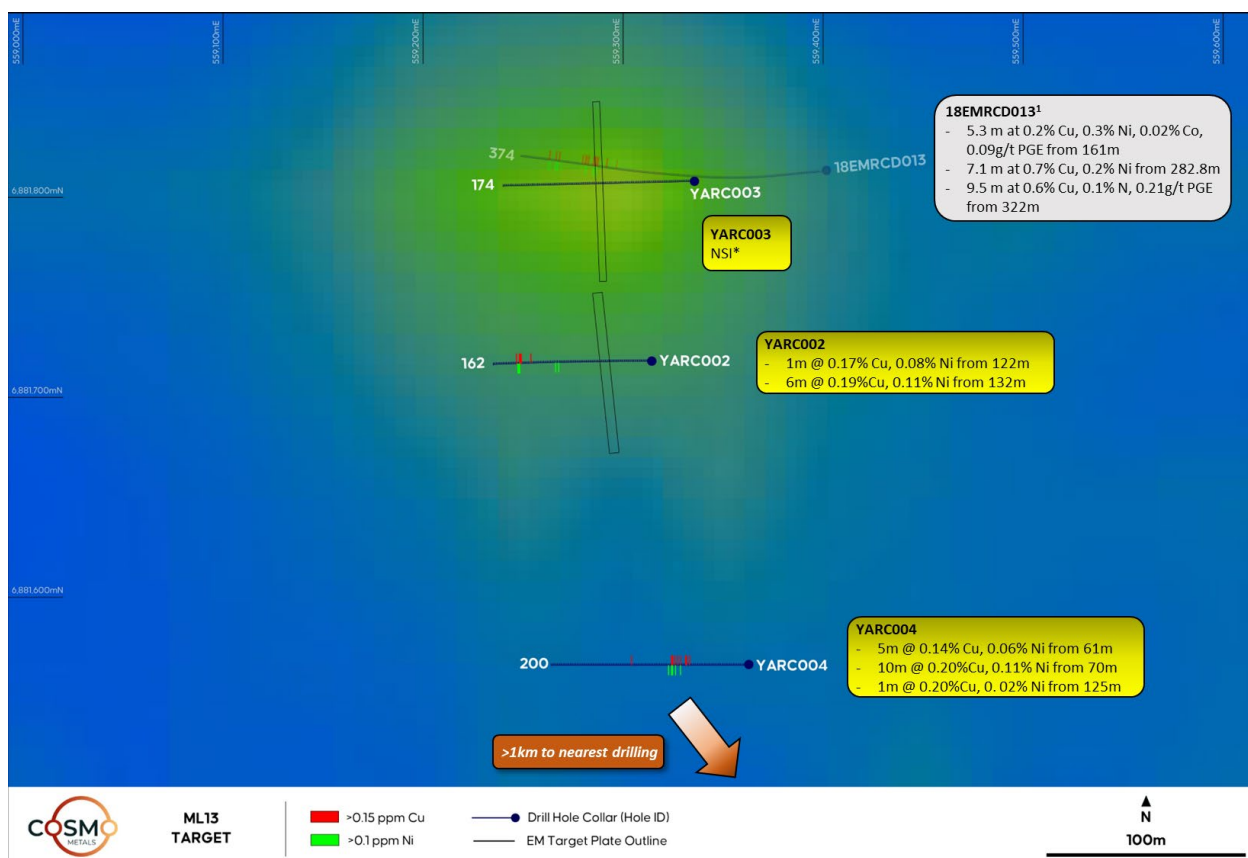 559,000mE
559,100mE
559,200mE
559,300mE
559,400mE
559,500mE
559,600mE
18EMRCD013¹
- 5.3 m at 0.2% Cu, 0.3% Ni, 0.02% Co,
0.09g/t PGE from 161m
- 7.1 m at 0.7% Cu, 0.2% Ni from 282.8m
- 9.5 m at 0.6% Cu, 0.1% N, 0.21g/t PGE
from 322m
374
18EMRCD013
6,881,800mN
174
YARC003
YARC003
NSI*
YARC002
- 1m @ 0.17% Cu, 0.08% Ni from 122m
- 6m @ 0.19%Cu, 0.11% Ni from 132m
162
YARC002
6,881,700mN
6,881,600mN
YARC004
- 5m @ 0.14% Cu, 0.06% Ni from 61m
- 10m @ 0.20%Cu, 0.11% Ni from 70m
- 1m @ 0.20%Cu, 0. 02% Ni from 125m
200
YARC004
>1km to nearest drilling
COSMO
METALS
ML13
TARGET
>0.15 ppm Cu
>0.1 ppm Ni
Drill Hole Collar (Hole ID)
EM Target Plate Outline
N
100m